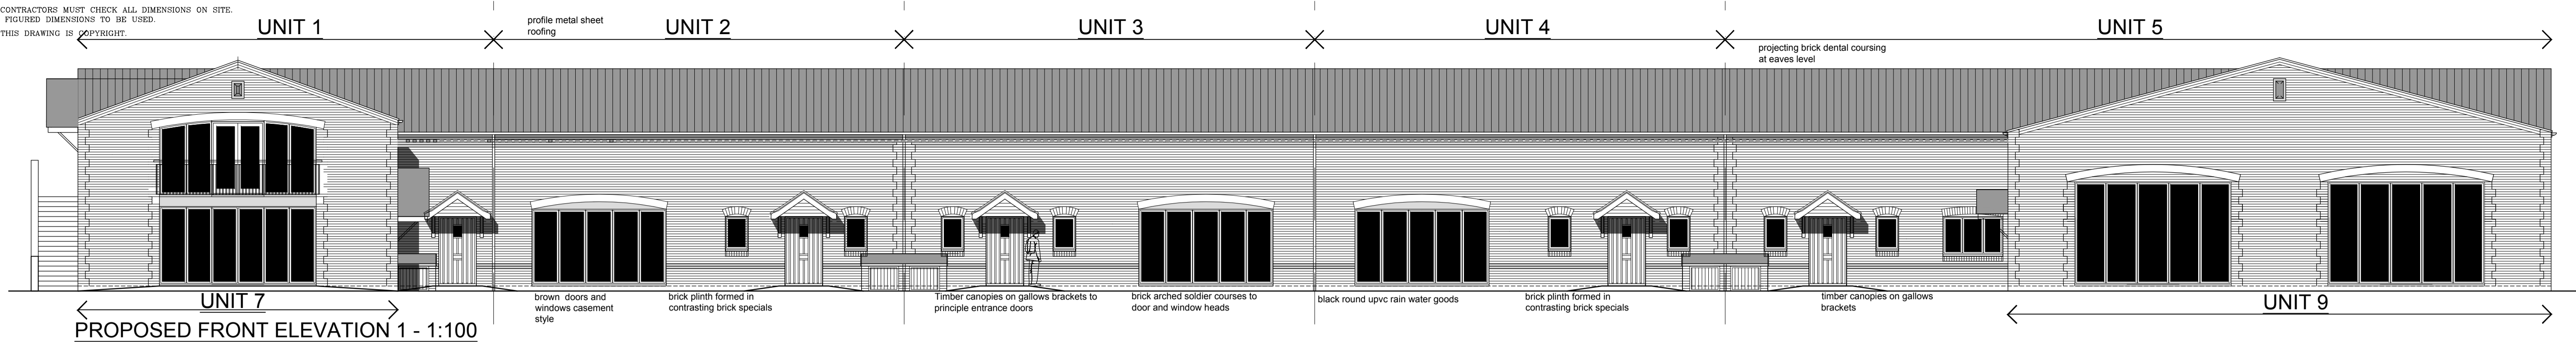 CONTRACTORS MUST CHECK ALL DIMENSIONS ON SITE.
FIGURED DIMENSIONS TO BE USED.
THIS DRAWING IS COPYRIGHT.
UNIT 1
profile metal sheet
roofing
UNIT 2
UNIT 3
UNIT 4
projecting brick dental coursing
at eaves level
UNIT 5
UNIT 7
brown doors and
windows casement
style
brick plinth formed in
contrasting brick specials
Timber canopies on gallows brackets to
principle entrance doors
brick arched soldier courses to
door and window heads
black round upvc rain water goods
brick plinth formed in
contrasting brick specials
timber canopies on gallows
brackets
UNIT 9
PROPOSED FRONT ELEVATION 1 - 1:100